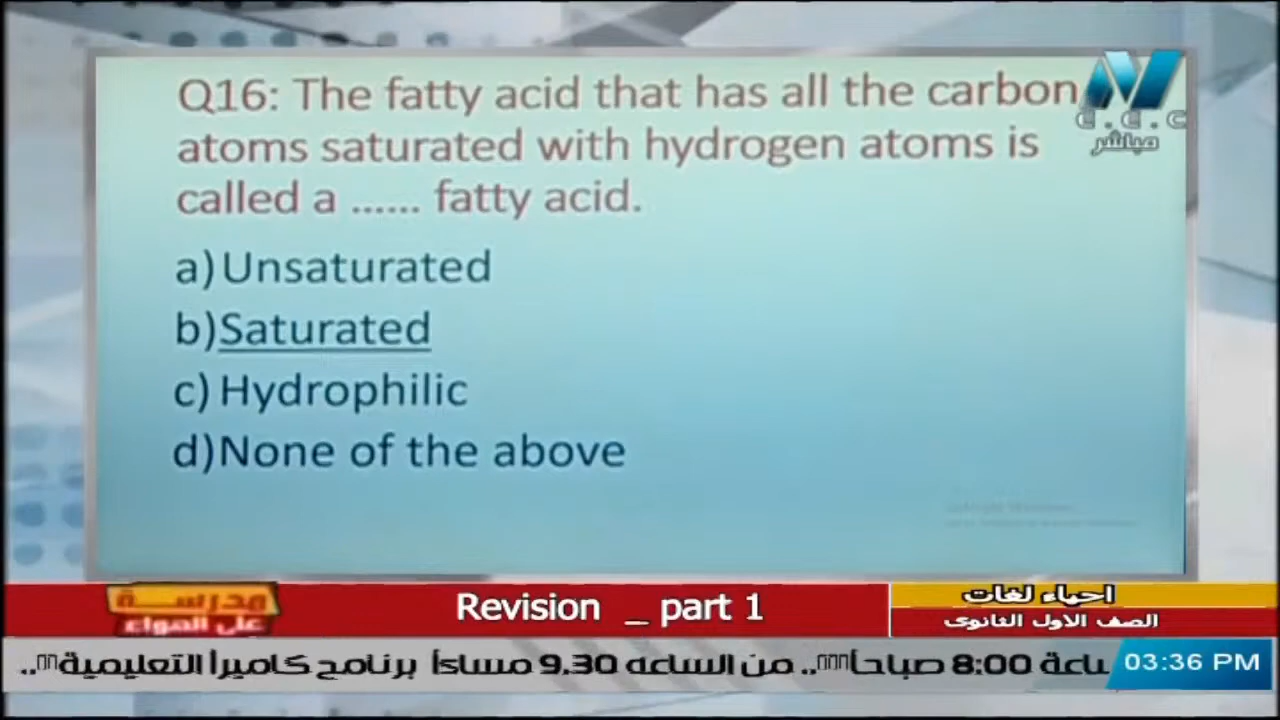 Q16: The fatty acid that has all the carbon
atoms saturated with hydrogen atoms is
called a ...... fatty acid.
a) Unsaturated
b) Saturated
c) Hydrophilic
d) None of the above
e.e.c
مباشر
مدرسة
على الهواء
Revision _ part 1
احياء لغات
الصف الاول الثانوى
ساعة 8:00 صباحاً .. من الساعه 9.30 مساءً برنامج كاميرا التعليمية ..
03:36 PM